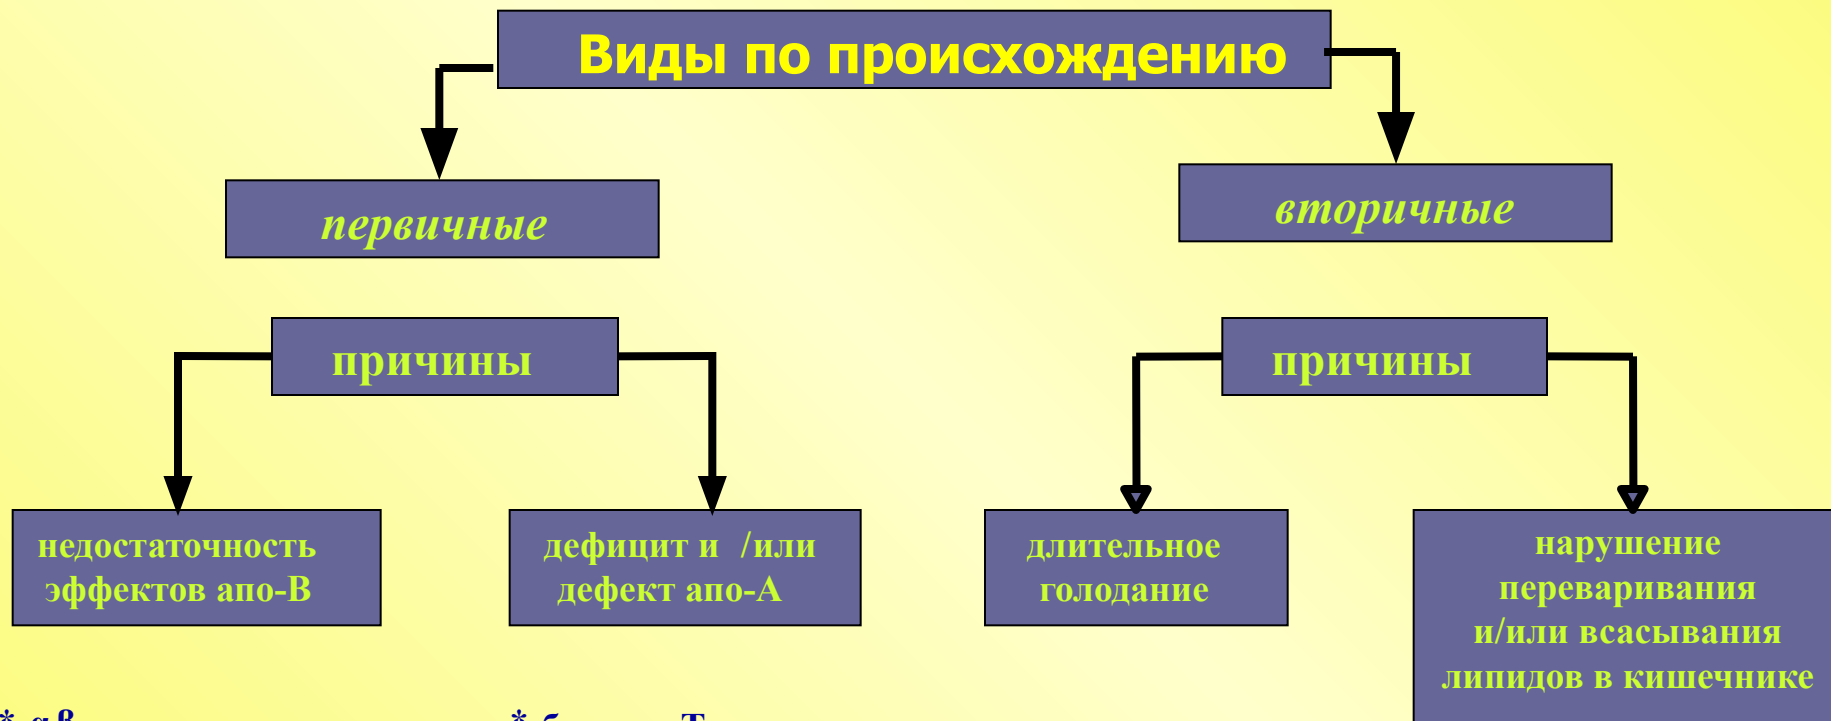 Виды по происхождению
первичные
вторичные
причины
причины
недостаточность
эффектов апо-В
дефицит и /или
дефект апо-А
длительное
голодание
нарушение
переваривания
и/или всасывания
липидов в кишечнике